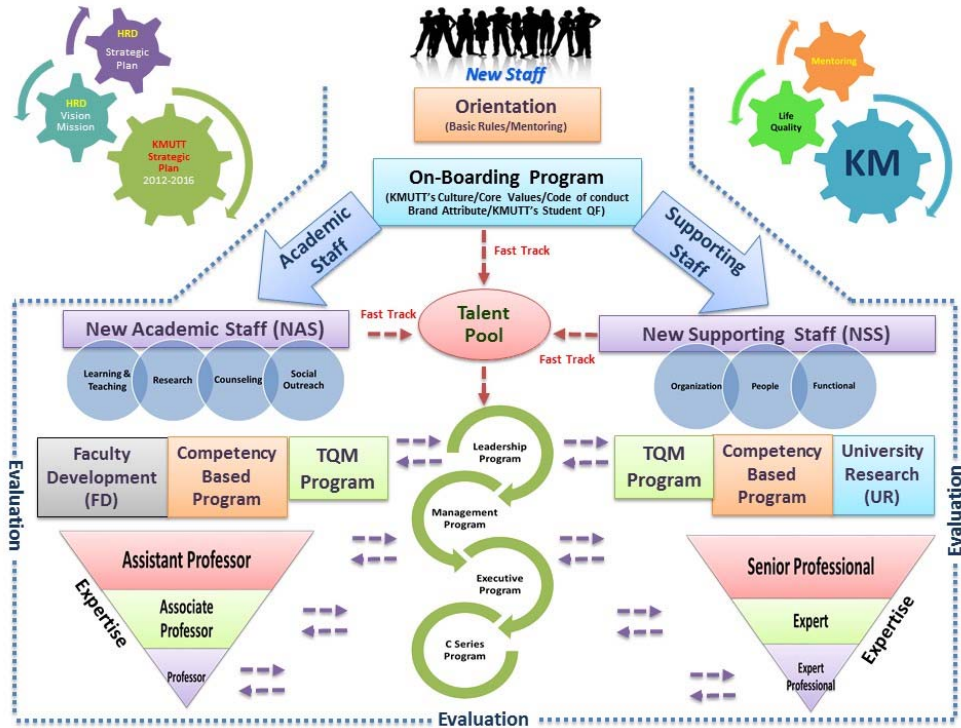 HRD
Strategic
Plan
HRD
Vision
Mission
KMUTT
Strategic
Plan
2012-2016
New Staff
Orientation
(Basic Rules/Mentoring)
Mentoring
Life
Quality
KM
On-Boarding Program
(KMUTT's Culture/Core Values/Code of conduct
Brand Attribute/KMUTT's Student QF)
Academic
Staff
Supporting
Staff
Fast Track
New Academic Staff (NAS)
Fast Track
Talent
Pool
Fast Track
New Supporting Staff (NSS)
Learning &
Teaching
Research
Counseling
Social
Outreach
Organization
People
Functional
Faculty
Development
(FD)
Competency
Based
Program
TQM
Program
Leadership
Program
Management
Program
Executive
Program
C Series
Program
TQM
Program
Competency
Based
Program
University
Research
(UR)
Assistant Professor
Associate
Professor
Professor
Expertise
Senior Professional
Expert
Expert
Professional
Expertise
Evaluation
Evaluation
Evaluation